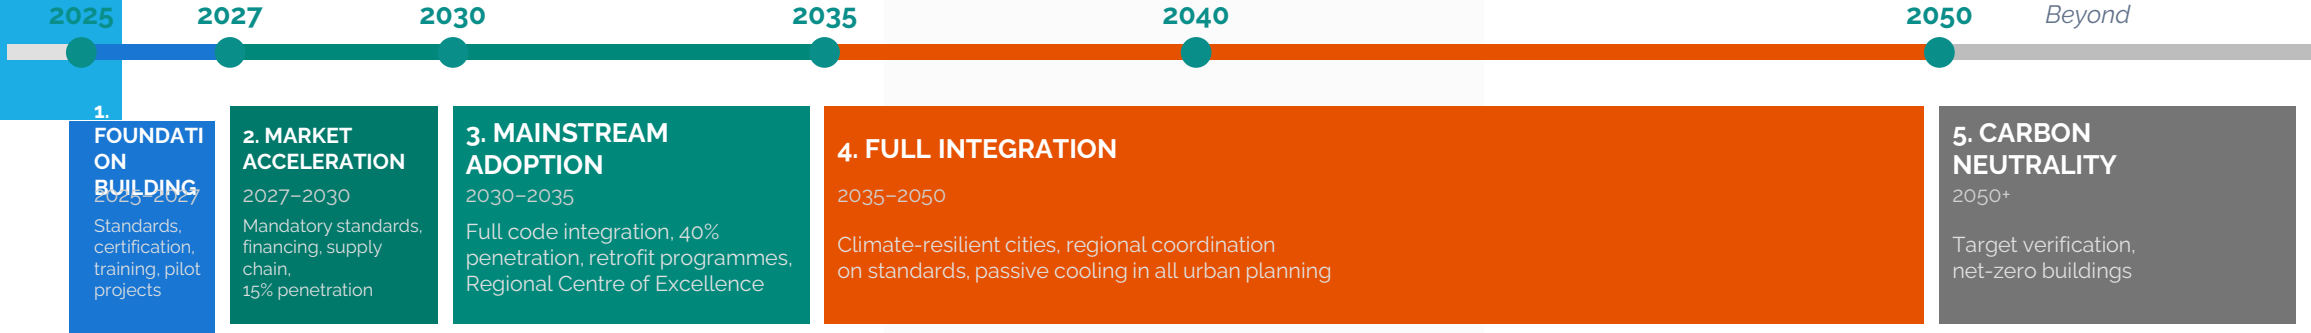 2025
2027
2030
2035
2040
2050
Beyond
1.
FOUNDATI
ON
BUILDING
2025–2027
Standards,
certification,
training, pilot
projects
2. MARKET
ACCELERATION
2027–2030
Mandatory standards,
financing, supply
chain,
15% penetration
3. MAINSTREAM
ADOPTION
2030–2035
Full code integration, 40%
penetration, retrofit programmes,
Regional Centre of Excellence
4. FULL INTEGRATION
2035–2050
Climate-resilient cities, regional coordination
on standards, passive cooling in all urban planning
5. CARBON
NEUTRALITY
2050+
Target verification,
net-zero buildings